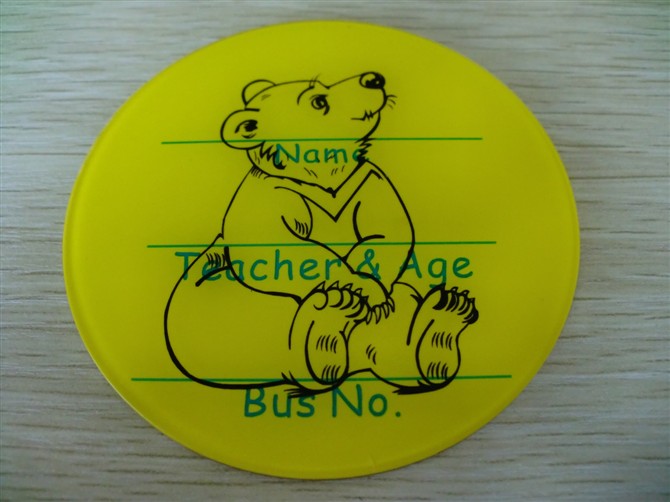 Name
Teacher & Age
Bus No.